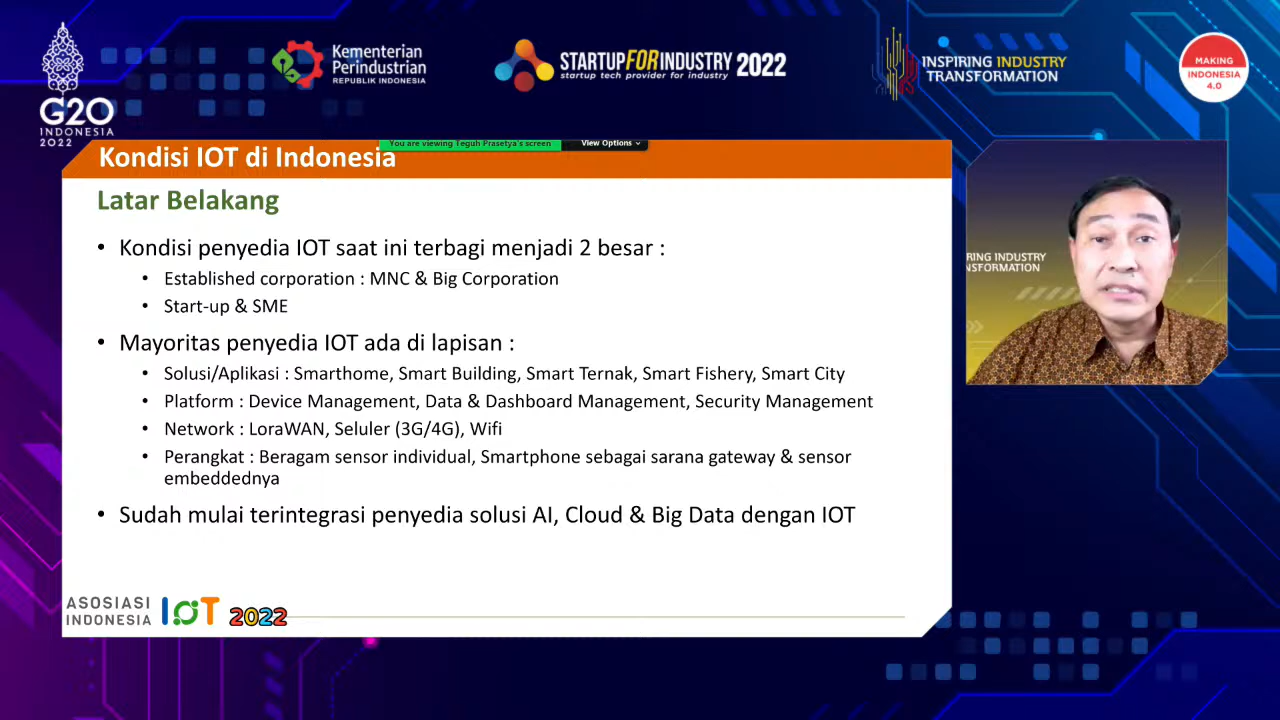 G20
INDONESIA
2022
Kementerian
Perindustrian
REPUBLIK INDONESIA
STARTUPFORINDUSTRY 2022
startup tech provider for industry
INSPIRING INDUSTRY
TRANSFORMATION
MAKING
INDONESIA
4.0
You are viewing Teguh Prasetya's screen
View Options
Kondisi IOT di Indonesia
Latar Belakang
• Kondisi penyedia IOT saat ini terbagi menjadi 2 besar :
• Established corporation : MNC & Big Corporation
• Start-up & SME
• Mayoritas penyedia IOT ada di lapisan :
• Solusi/Aplikasi : Smarthome, Smart Building, Smart Ternak, Smart Fishery, Smart City
• Platform : Device Management, Data & Dashboard Management, Security Management
• Network : LoraWAN, Seluler (3G/4G), Wifi
• Perangkat : Beragam sensor individual, Smartphone sebagai sarana gateway & sensor
embeddednya
• Sudah mulai terintegrasi penyedia solusi AI, Cloud & Big Data dengan IOT
ASOSIASI
INDONESIA
IoT
2022
RING INDUSTRY
NSFORMATION